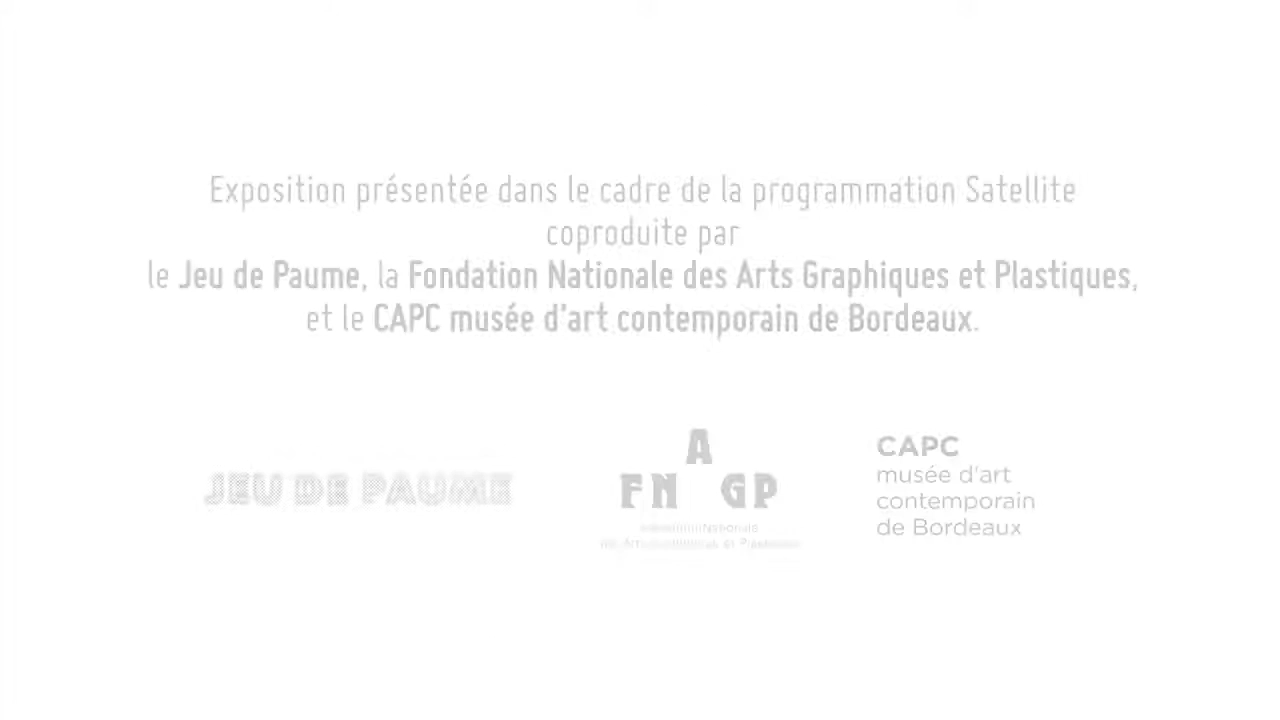 Exposition présentée dans le cadre de la programmation Satellite
coproduite par
le Jeu de Paume, la Fondation Nationale des Arts Graphiques et Plastiques,
et le CAPC musée d'art contemporain de Bordeaux.
JEU DE PAUME
A
FN GP
Nationale
et
CAPC
musée d'art
contemporain
de Bordeaux